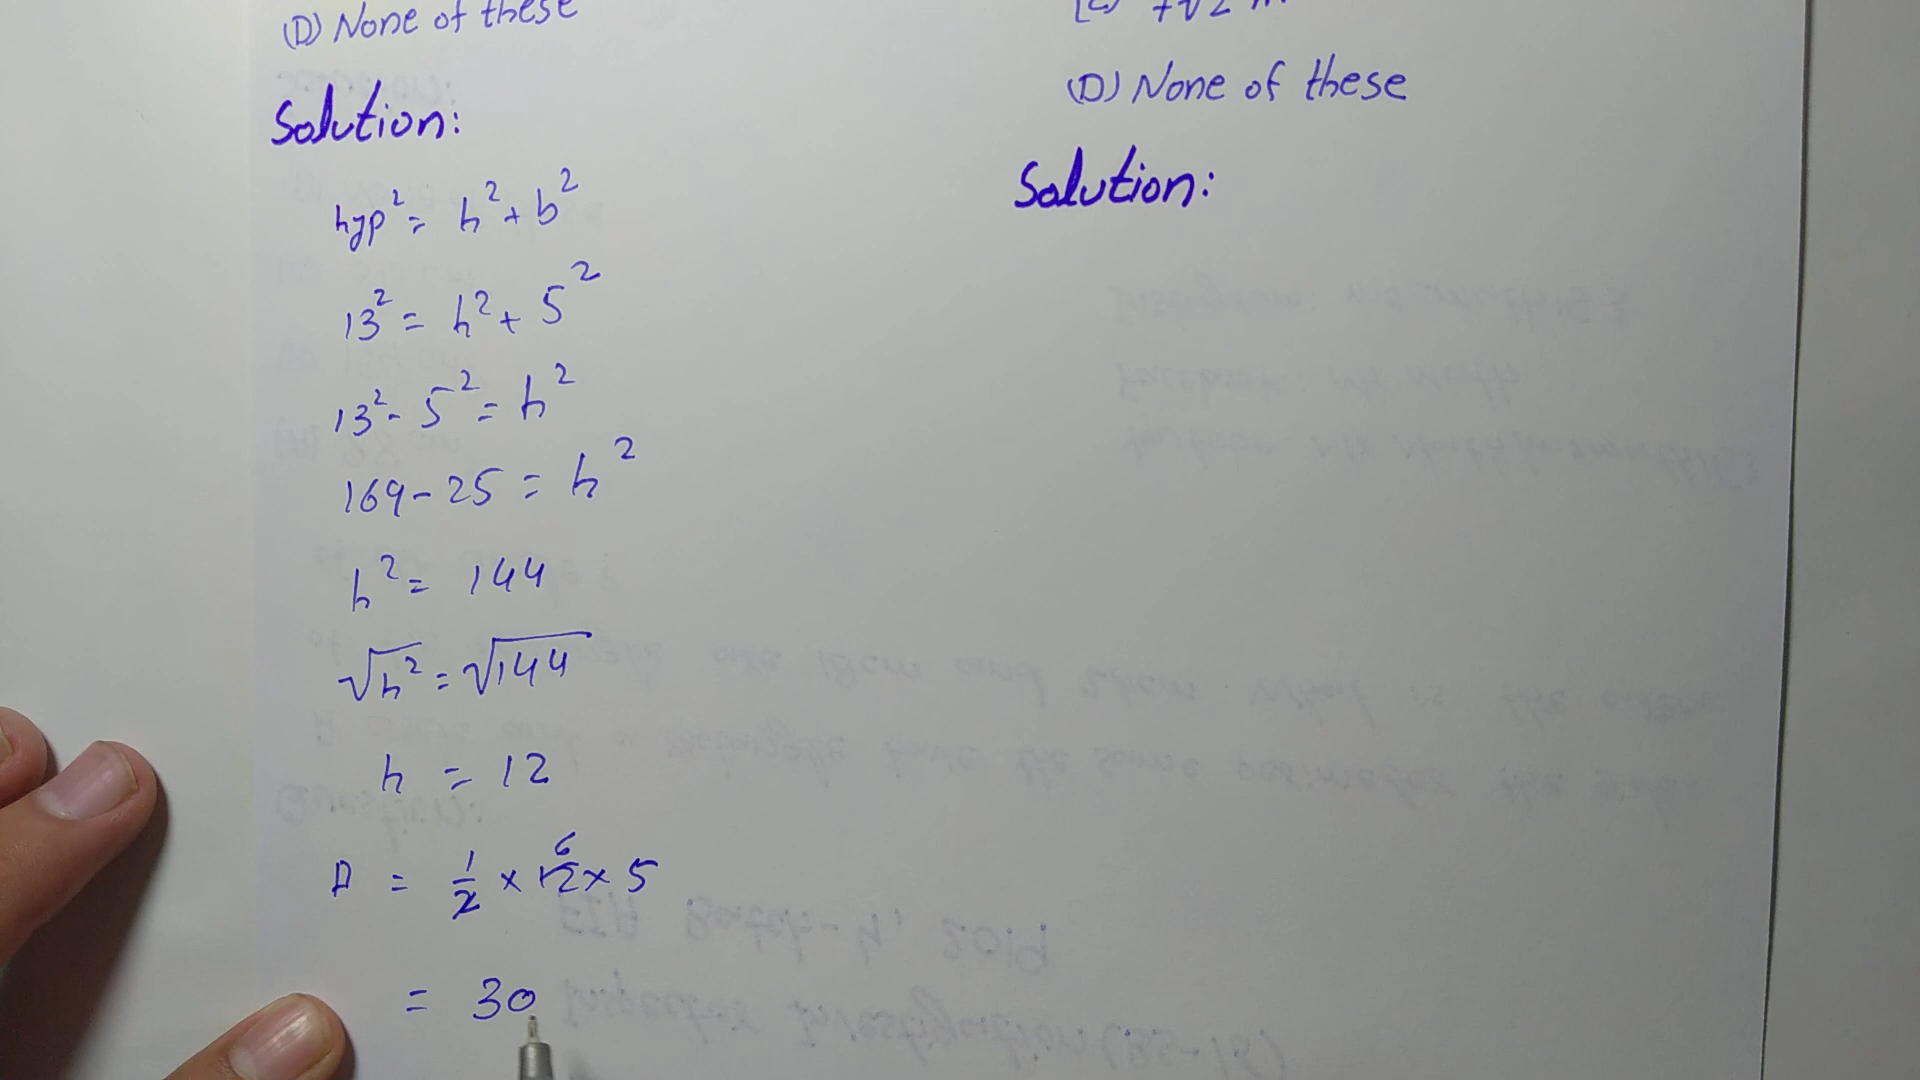 (D) None of these
Solution:
hyp² = h² + b²
13² = h² + 5²
13² - 5² = h²
169 - 25 = h²
h² = 144
√h² = √144
h = 12
A = 1/2 × 12 6 × 5
= 30
(D) None of these
Solution: